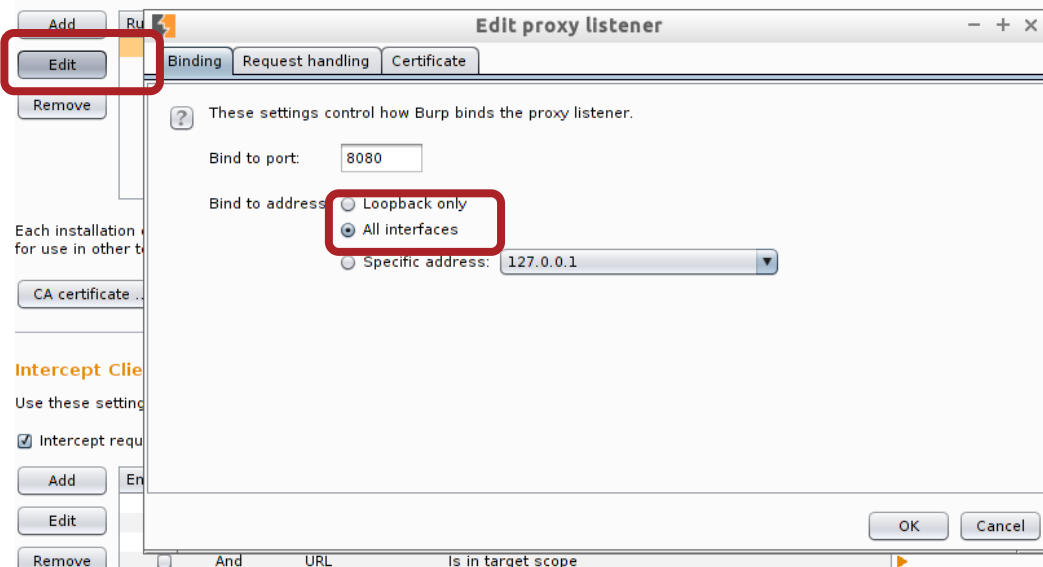 Add
Ru
Edit proxy listener
Edit
Binding
Request handling
Certificate
Remove
These settings control how Burp binds the proxy listener.
Bind to port:
8080
Bind to address
Loopback only
All interfaces
Specific address:
127.0.0.1
Each installation
for use in other t
CA certificate ..
Intercept Clie
Use these setting
Intercept requ
Add
En
Edit
OK
Cancel
Remove
And
URL
Is in target scope